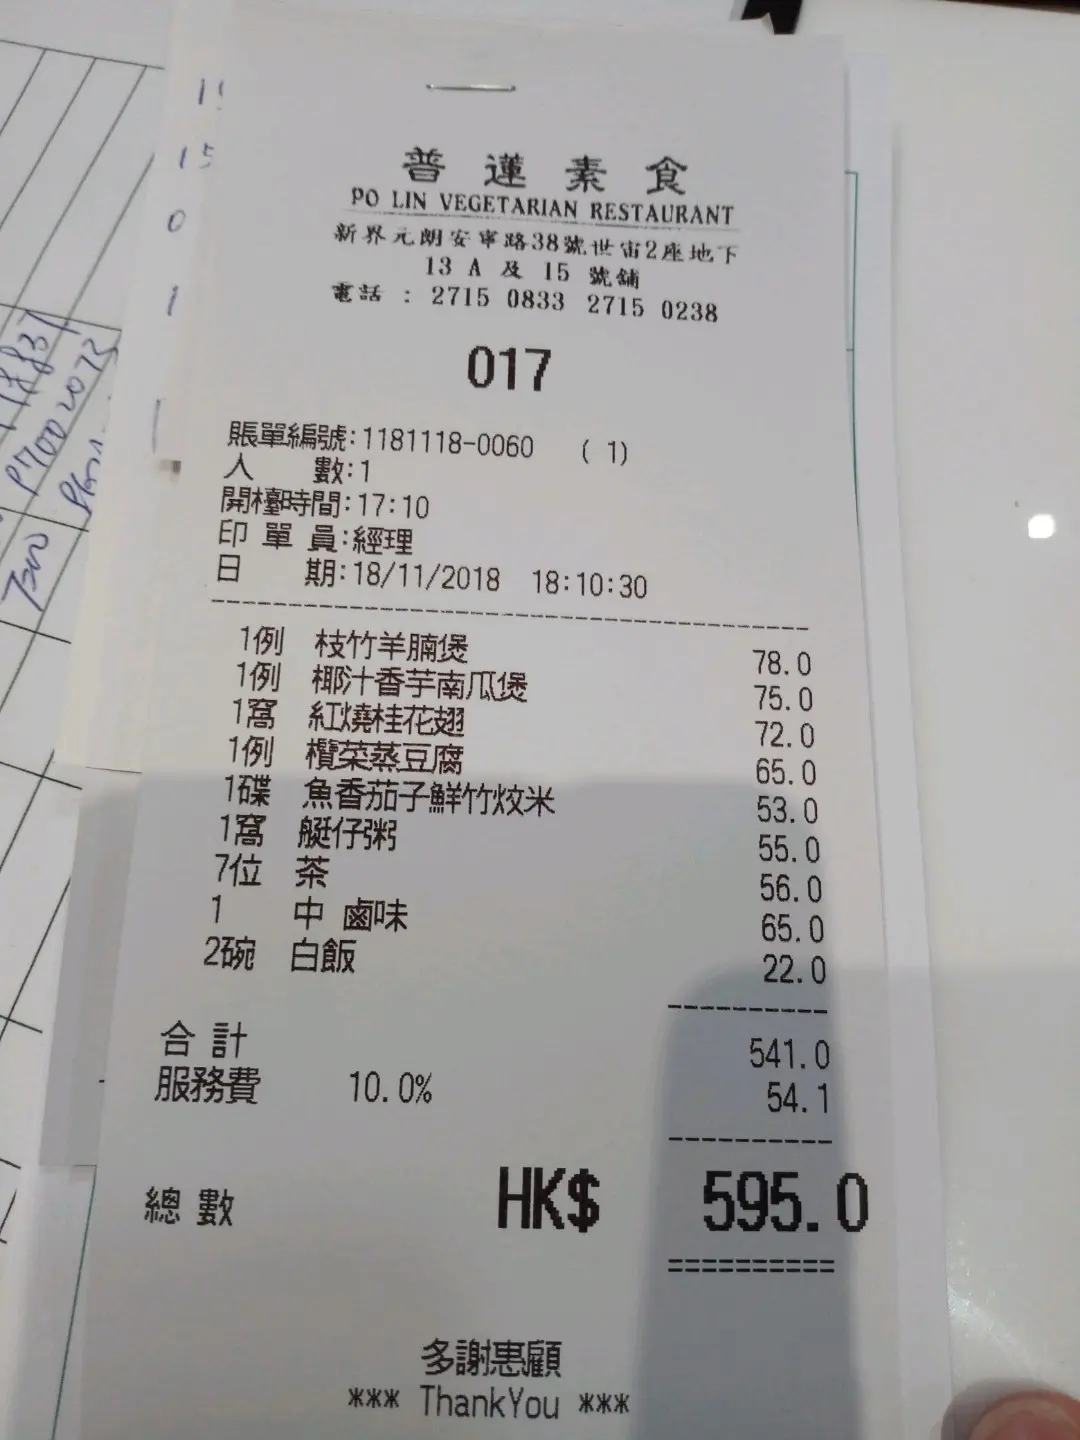 普蓮素食
PO LIN VEGETARIAN RESTAURANT
新界元朗安寧路38號世宙2座地下
13 A 及 15 號舖
電話 : 2715 0833 2715 0238
017
賬單編號:1181118-0060 ( 1)
人 數:1
開檯時間:17:10
印 單 員:經理
日 期:18/11/2018 18:10:30
1例 枝竹羊腩煲 78.0
1例 椰汁香芋南瓜煲 75.0
1窩 紅燒桂花翅 72.0
1例 欖菜蒸豆腐 65.0
1碟 魚香茄子鮮竹炆米 53.0
1窩 艇仔粥 55.0
7位 茶 56.0
1 中 鹵味 65.0
2碗 白飯 22.0
合 計 541.0
服務費 10.0% 54.1
總 數 HK$ 595.0
多謝惠顧
*** ThankYou ***
15
0
1
P7002073
7300